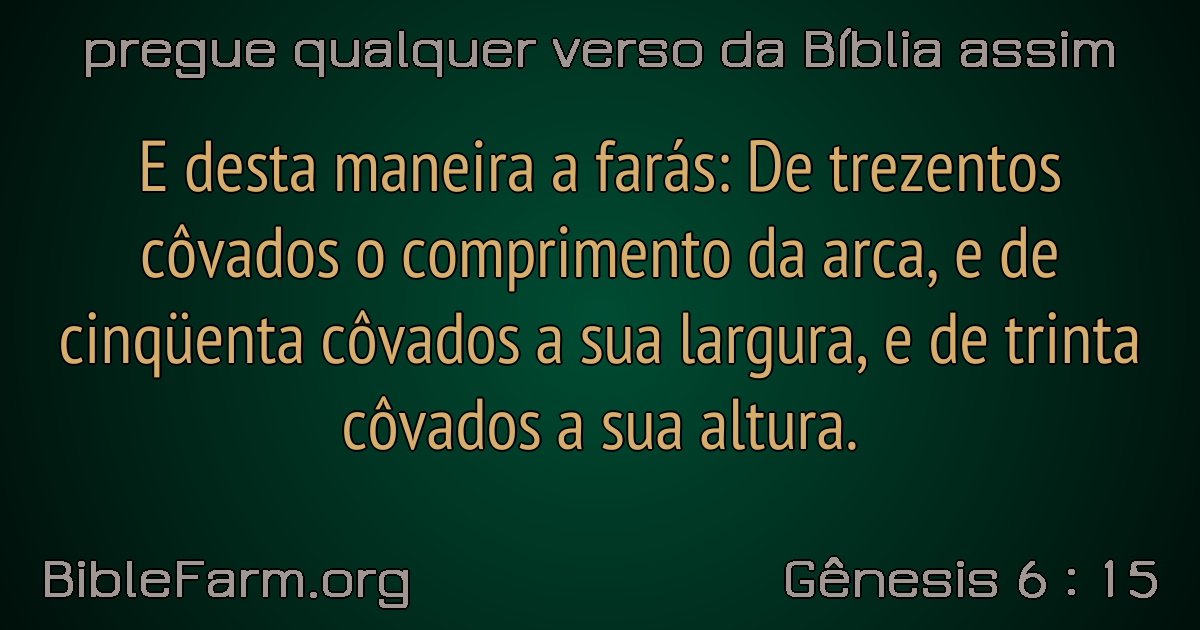 pregue qualquer verso da Bíblia assim
E desta maneira a farás: De trezentos
côvados o comprimento da arca, e de
cinqüenta côvados a sua largura, e de trinta
côvados a sua altura.
BibleFarm.org
Gênesis 6 : 15